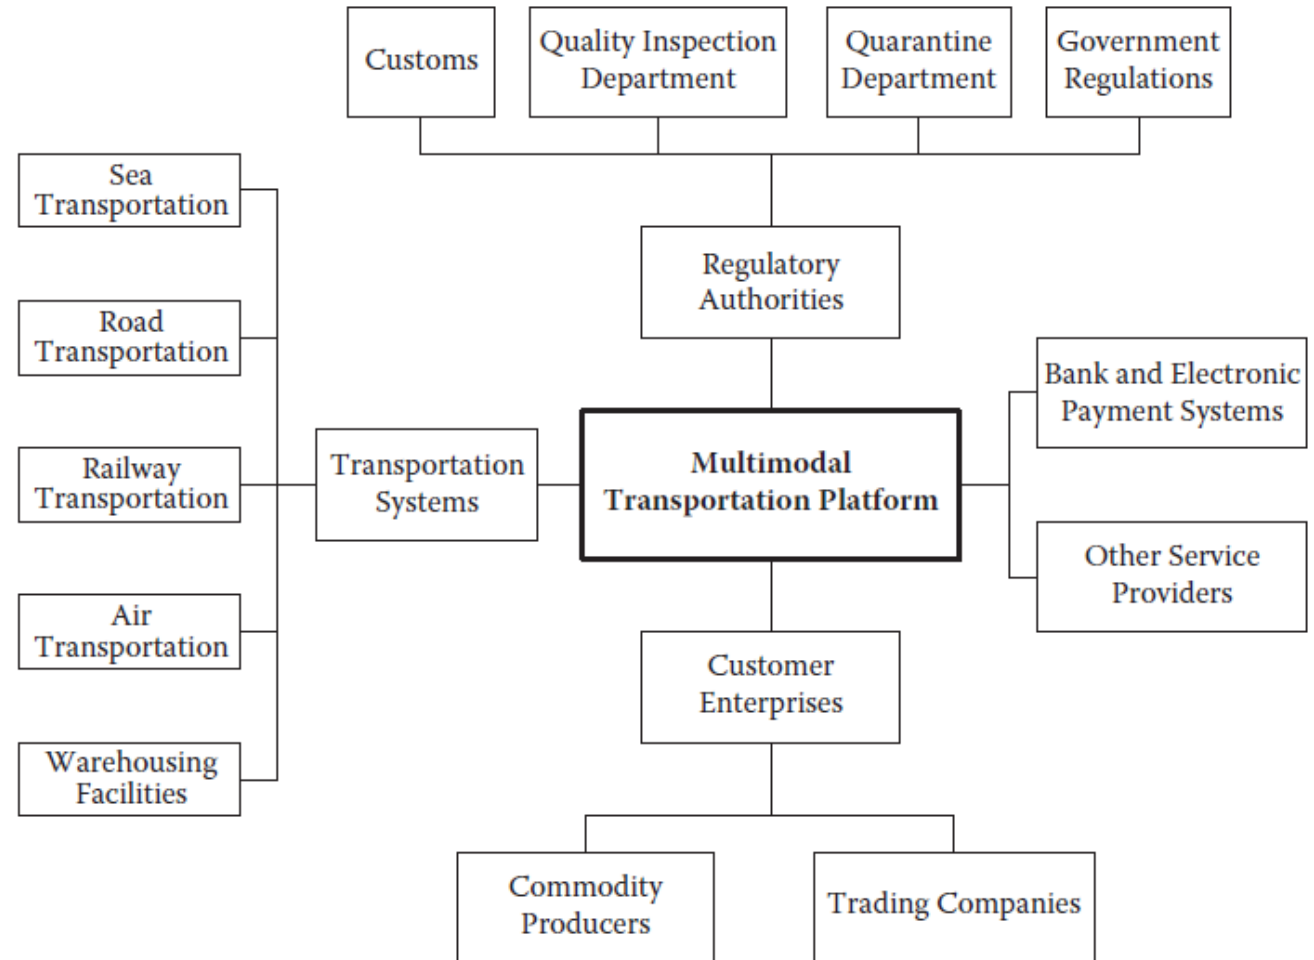 Customs
Quality Inspection
Department
Quarantine
Department
Government
Regulations
Sea
Transportation
Road
Transportation
Railway
Transportation
Air
Transportation
Warehousing
Facilities
Transportation
Systems
Regulatory
Authorities
Multimodal
Transportation Platform
Bank and Electronic
Payment Systems
Other Service
Providers
Customer
Enterprises
Commodity
Producers
Trading Companies